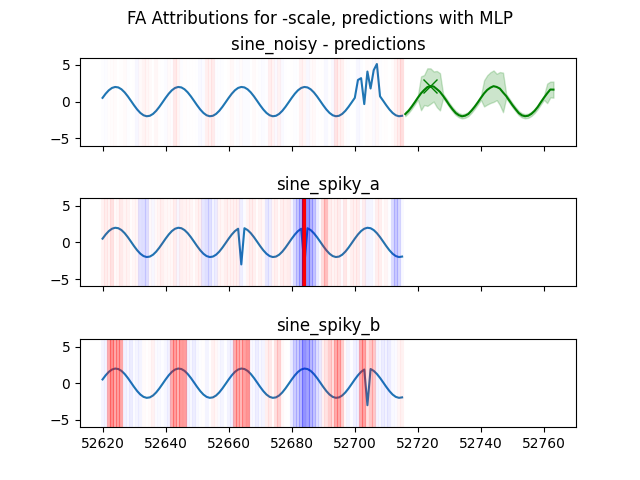 FA Attributions for -scale, predictions with MLP
sine_noisy - predictions
5
0
−5
sine_spiky_a
5
0
−5
sine_spiky_b
5
0
−5
52620 52640 52660 52680 52700 52720 52740 52760